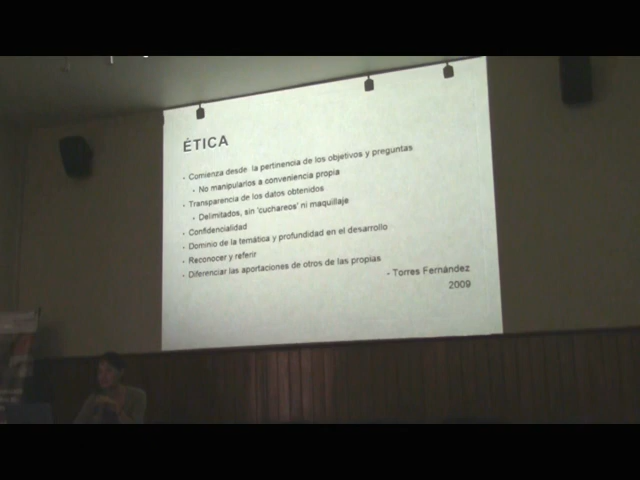 ÉTICA
• Comienza desde la pertinencia de los objetivos y preguntas
• No manipularlos a conveniencia propia
• Transparencia de los datos obtenidos
• Delimitados, sin 'cuchareos' ni maquillaje
• Confidencialidad
• Dominio de la temática y profundidad en el desarrollo
• Reconocer y referir
• Diferenciar las aportaciones de otros de las propias
- Torres Fernández
2009